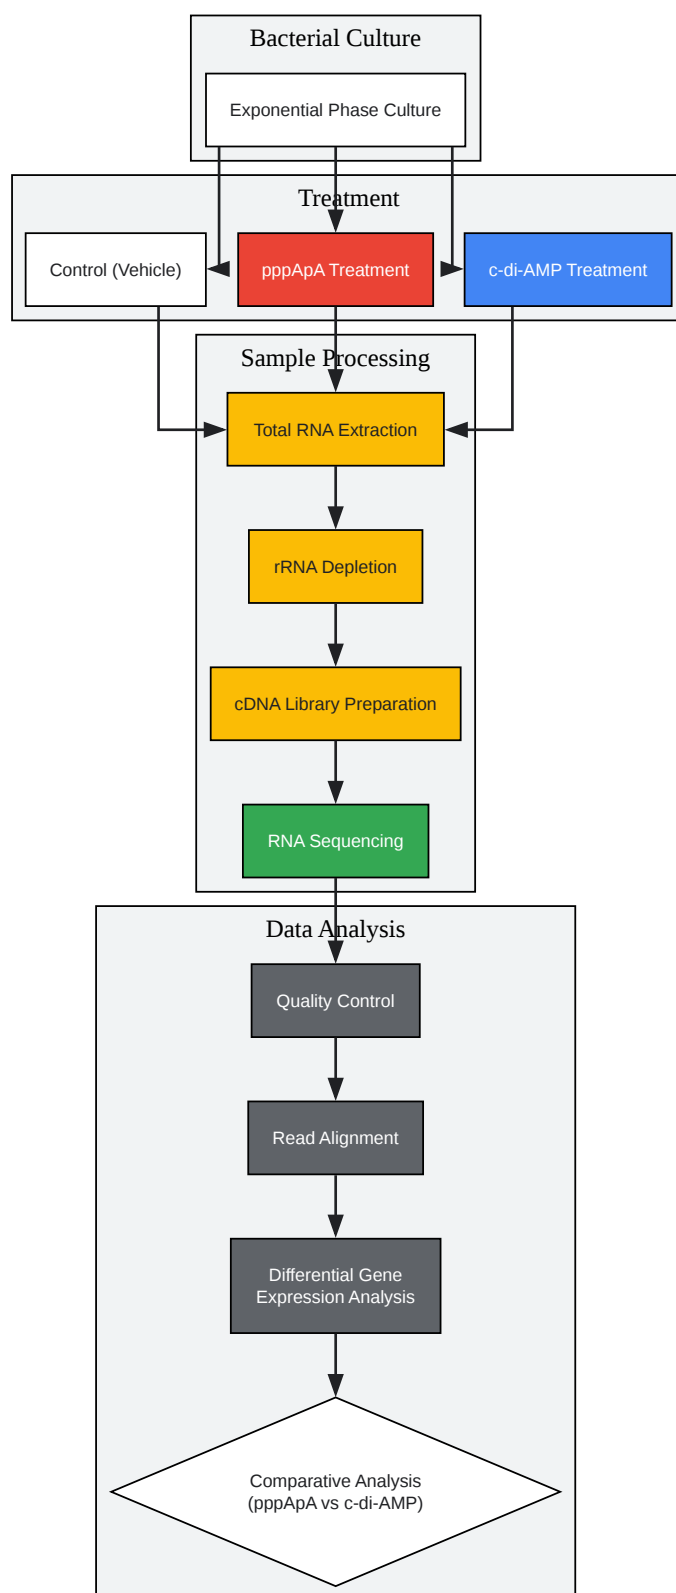 Bacterial Culture
Exponential Phase Culture
Treatment
Control (Vehicle)
pppApA Treatment
c-di-AMP Treatment
Sample Processing
Total RNA Extraction
rRNA Depletion
cDNA Library Preparation
RNA Sequencing
Data Analysis
Quality Control
Read Alignment
Differential Gene
Expression Analysis
Comparative Analysis
(pppApA vs c-di-AMP)